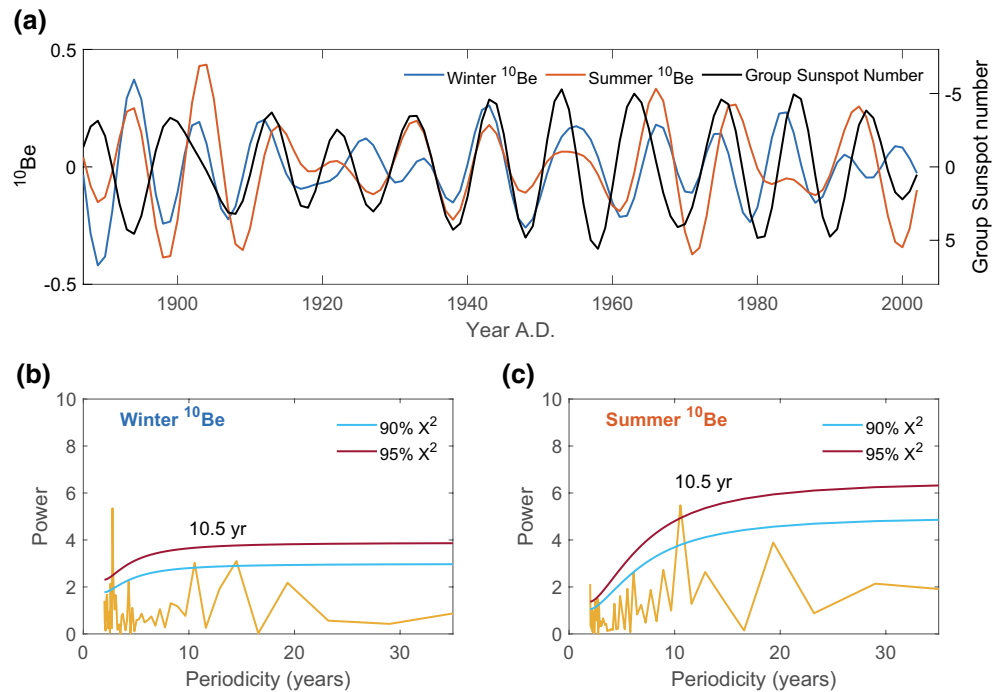 (a)
0.5
0
-0.5
¹⁰Be
Winter ¹⁰Be Summer ¹⁰Be Group Sunspot Number
-5
0
5
Group Sunspot number
1900 1920 1940 1960 1980 2000
Year A.D.
(b)
10
8
6
4
2
0
Power
Winter ¹⁰Be
90% X²
95% X²
10.5 yr
0 10 20 30
Periodicity (years)
(c)
10
8
6
4
2
0
Power
Summer ¹⁰Be
90% X²
95% X²
10.5 yr
0 10 20 30
Periodicity (years)